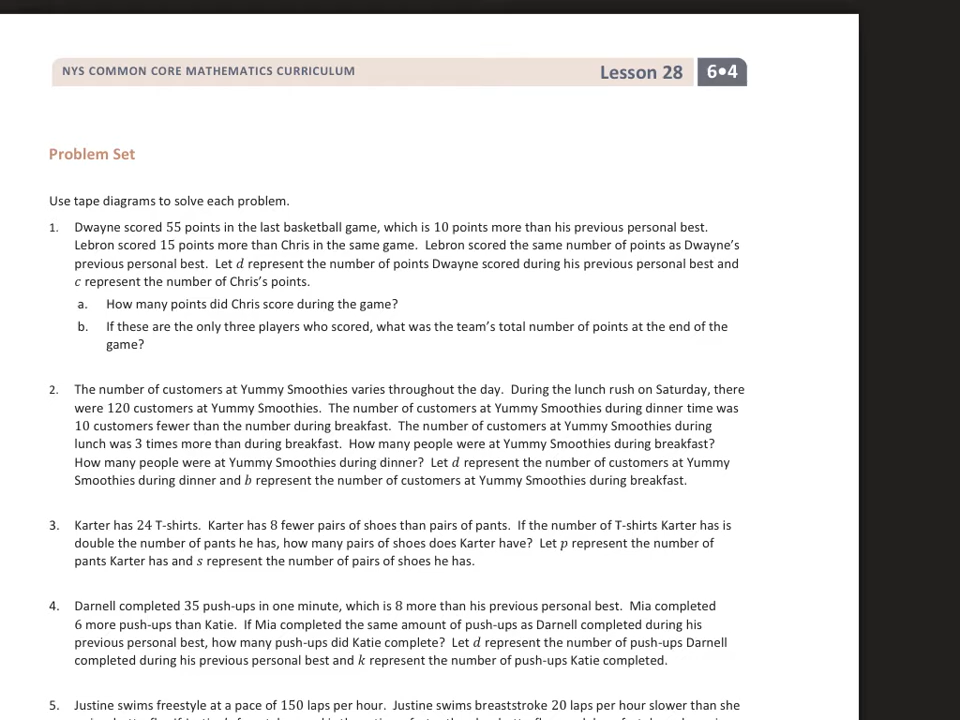 NYS COMMON CORE MATHEMATICS CURRICULUM Lesson 28 6•4
Problem Set
Use tape diagrams to solve each problem.
1. Dwayne scored 55 points in the last basketball game, which is 10 points more than his previous personal best.
Lebron scored 15 points more than Chris in the same game. Lebron scored the same number of points as Dwayne's
previous personal best. Let d represent the number of points Dwayne scored during his previous personal best and
c represent the number of Chris's points.
a. How many points did Chris score during the game?
b. If these are the only three players who scored, what was the team's total number of points at the end of the
game?
2. The number of customers at Yummy Smoothies varies throughout the day. During the lunch rush on Saturday, there
were 120 customers at Yummy Smoothies. The number of customers at Yummy Smoothies during dinner time was
10 customers fewer than the number during breakfast. The number of customers at Yummy Smoothies during
lunch was 3 times more than during breakfast. How many people were at Yummy Smoothies during breakfast?
How many people were at Yummy Smoothies during dinner? Let d represent the number of customers at Yummy
Smoothies during dinner and b represent the number of customers at Yummy Smoothies during breakfast.
3. Karter has 24 T-shirts. Karter has 8 fewer pairs of shoes than pairs of pants. If the number of T-shirts Karter has is
double the number of pants he has, how many pairs of shoes does Karter have? Let p represent the number of
pants Karter has and s represent the number of pairs of shoes he has.
4. Darnell completed 35 push-ups in one minute, which is 8 more than his previous personal best. Mia completed
6 more push-ups than Katie. If Mia completed the same amount of push-ups as Darnell completed during his
previous personal best, how many push-ups did Katie complete? Let d represent the number of push-ups Darnell
completed during his previous personal best and k represent the number of push-ups Katie completed.
5. Justine swims freestyle at a pace of 150 laps per hour. Justine swims breaststroke 20 laps per hour slower than she